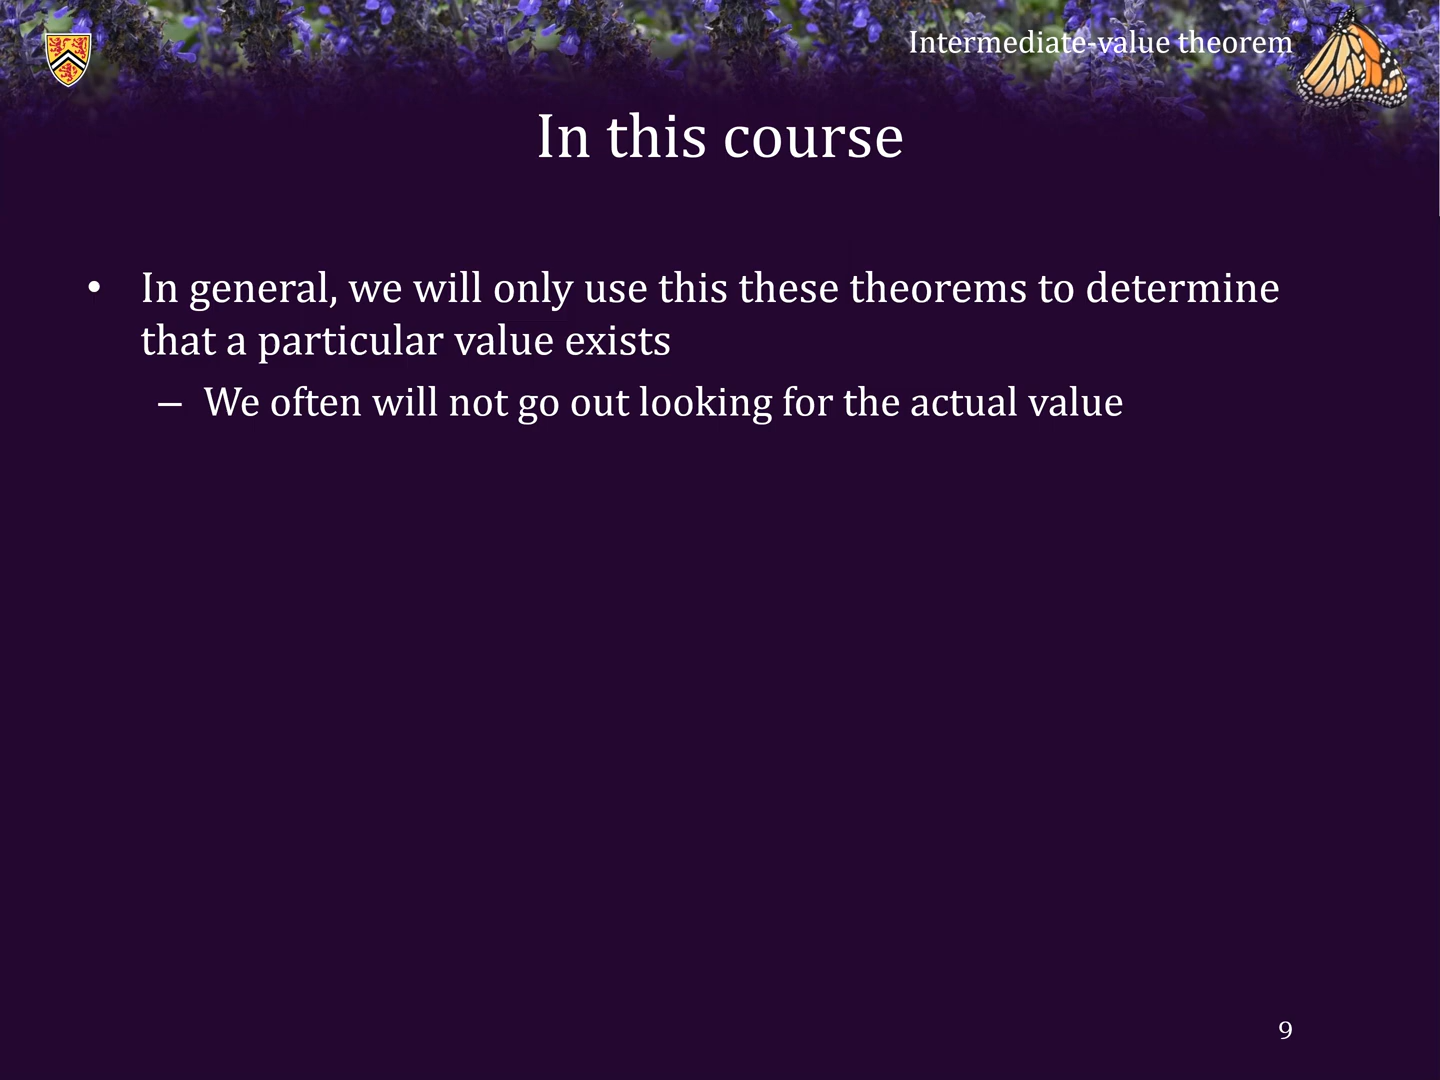 Intermediate-value theorem
In this course
• In general, we will only use this these theorems to determine
that a particular value exists
– We often will not go out looking for the actual value
9